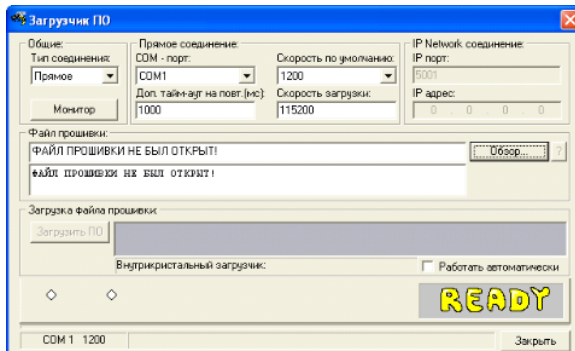 Загрузчик ПО
Общие:
Тип соединения:
Прямое
Монитор
Прямое соединение:
COM - порт:
COM1
Доп. тайм-аут на повт.(мс):
1000
Скорость по умолчанию:
1200
Скорость загрузки:
115200
IP Network соединение:
IP порт:
5001
IP адрес:
0 . 0 . 0 . 0
Файл прошивки:
ФАЙЛ ПРОШИВКИ НЕ БЫЛ ОТКРЫТ!
Обзор...
?
ФАЙЛ ПРОШИВКИ НЕ БЫЛ ОТКРЫТ!
Загрузка файла прошивки:
Загрузить ПО
Внутрикристальный загрузчик:
Работать автоматически
READY
COM 1 1200
Закрыть